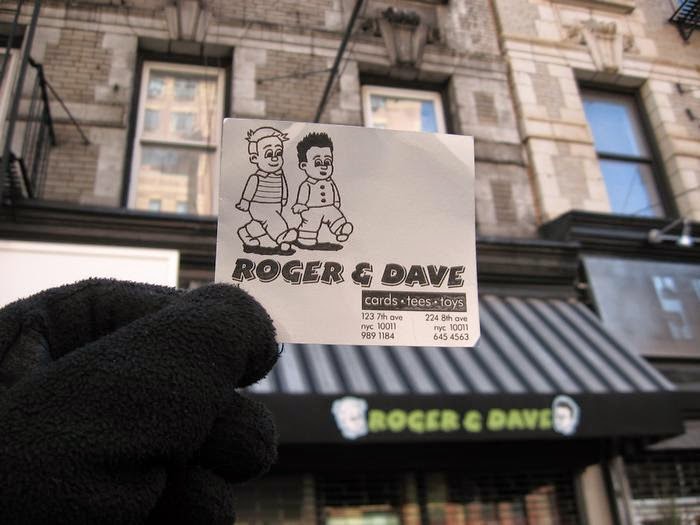 ROGER & DAVE
cards • tees • toys
123 7th ave
nyc 10011
989 1184
224 8th ave
nyc 10011
645 4563
ROGER & DAVE